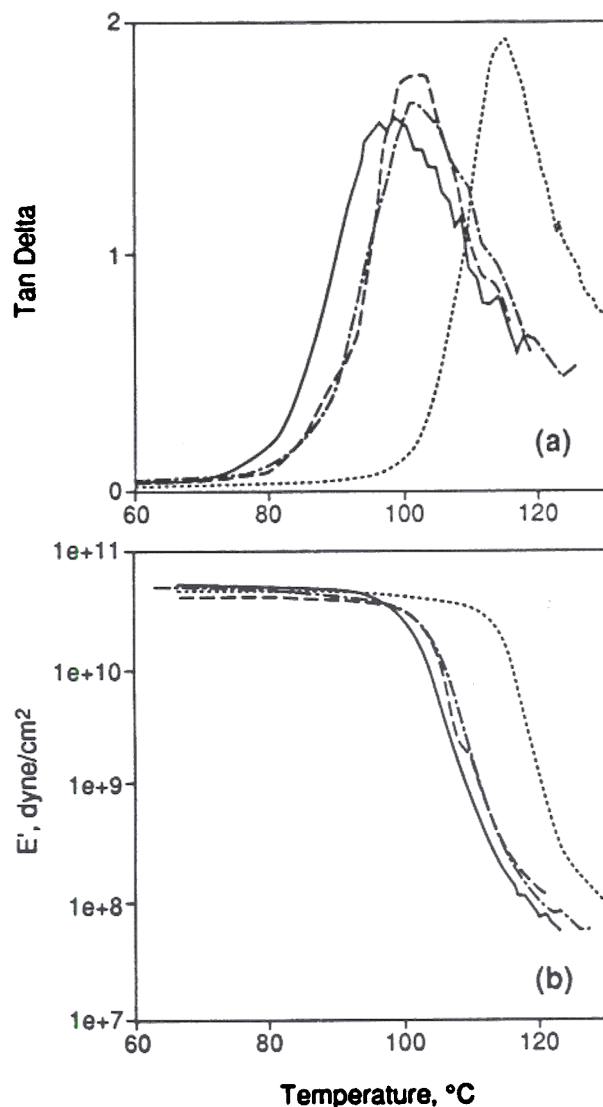 2
Tan Delta
1
(a)
0
60 80 100 120
1e+11
1e+10
E', dyne/cm2
1e+9
1e+8
(b)
1e+7
60 80 100 120
Temperature, °C